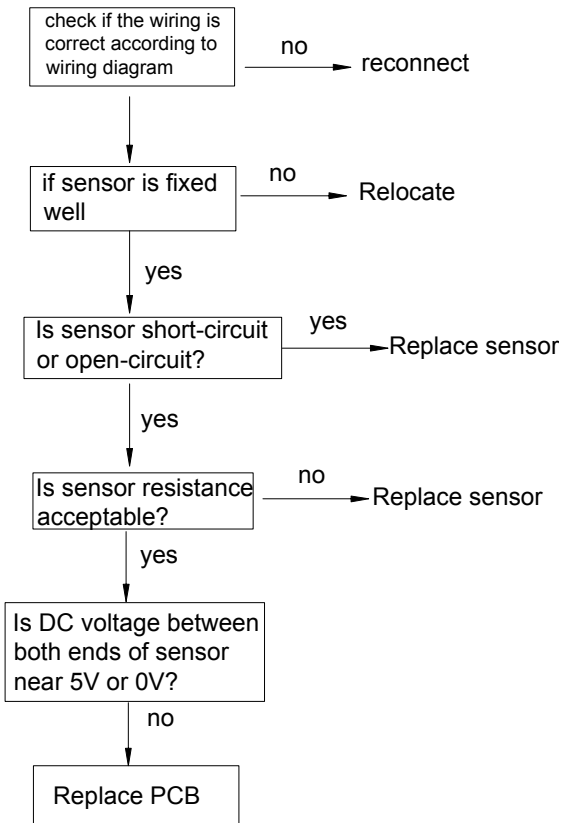 check if the wiring is
correct according to
wiring diagram
no
reconnect
if sensor is fixed
well
no
Relocate
yes
Is sensor short-circuit
or open-circuit?
yes
Replace sensor
yes
Is sensor resistance
acceptable?
no
Replace sensor
yes
Is DC voltage between
both ends of sensor
near 5V or 0V?
no
Replace PCB